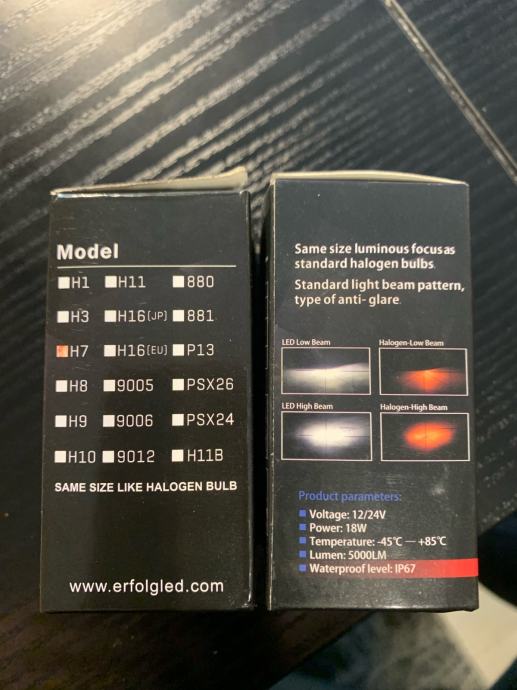 Model
H1 H11 880
H3 H16(JP) 881
H7 H16(EU) P13
H8 9005 PSX26
H9 9006 PSX24
H10 9012 H11B
SAME SIZE LIKE HALOGEN BULB
www.erfolgled.com
Same size luminous focus as
standard halogen bulbs.
Standard light beam pattern,
type of anti-glare.
LED Low Beam Halogen-Low Beam
LED High Beam Halogen-High Beam
Product parameters:
Voltage: 12/24V
Power: 18W
Temperature: -45℃ — +85℃
Lumen: 5000LM
Waterproof level: IP67